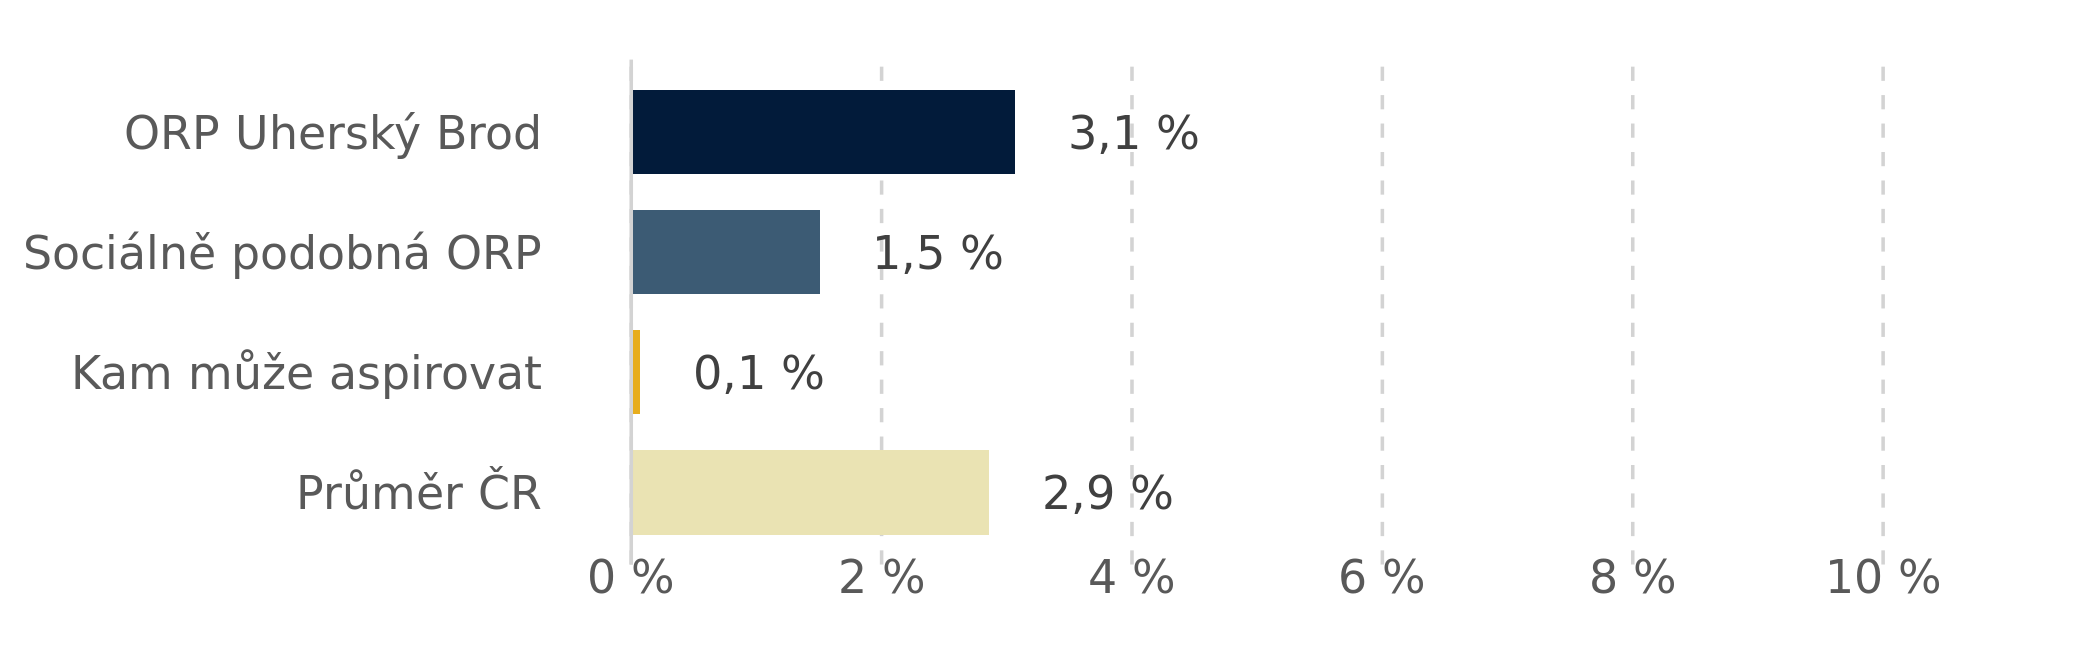 ORP Uherský Brod 3,1 %
Sociálně podobná ORP 1,5 %
Kam může aspirovat 0,1 %
Průměr ČR 2,9 %
0 % 2 % 4 % 6 % 8 % 10 %